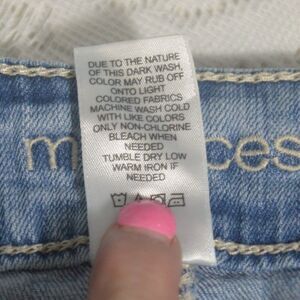 DUE TO THE NATURE
OF THIS DARK WASH,
COLOR MAY RUB OFF
ONTO LIGHT
COLORED FABRICS
MACHINE WASH COLD
WITH LIKE COLORS
ONLY NON-CHLORINE
BLEACH WHEN
NEEDED
TUMBLE DRY LOW
WARM IRON IF
NEEDED